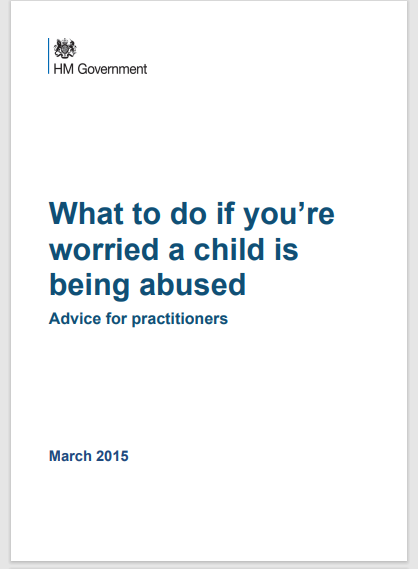 HM Government
What to do if you’re
worried a child is
being abused
Advice for practitioners
March 2015